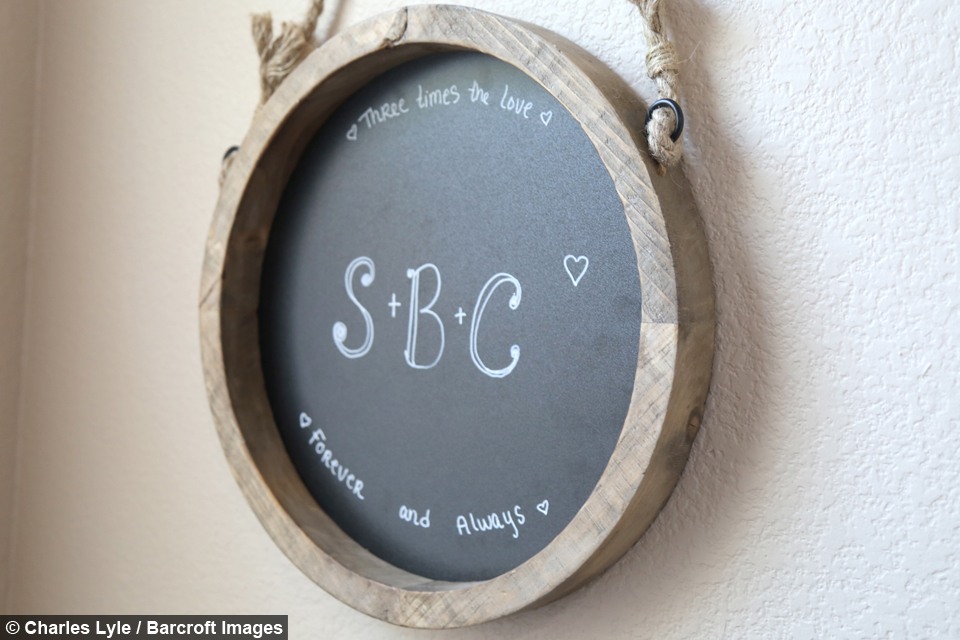 ♡ Three times the love ♡
S+B+C ♡
♡ Forever and Always ♡
© Charles Lyle / Barcroft Images